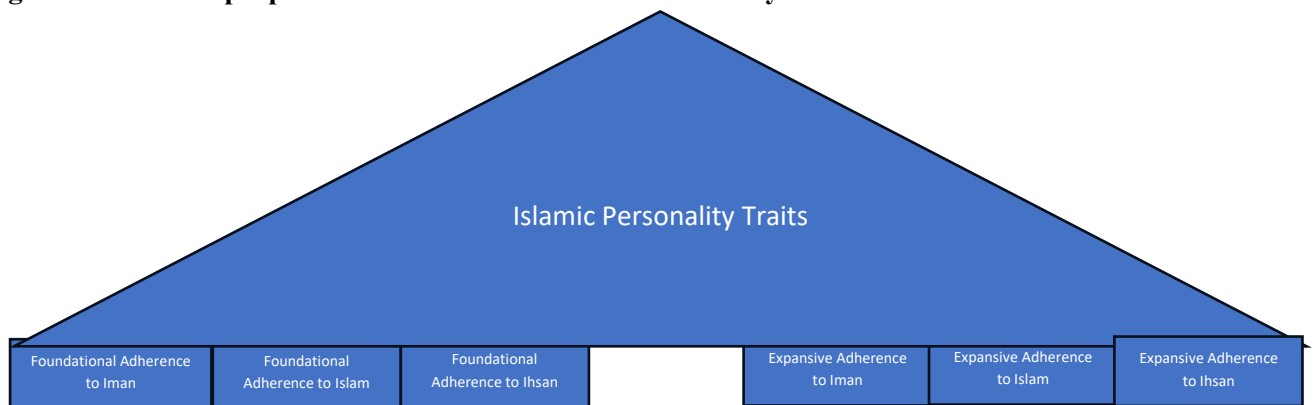 Islamic Personality Traits
Foundational Adherence
to Iman
Foundational
Adherence to Islam
Foundational
Adherence to Ihsan
Expansive Adherence
to Iman
Expansive Adherence
to Islam
Expansive Adherence
to Ihsan